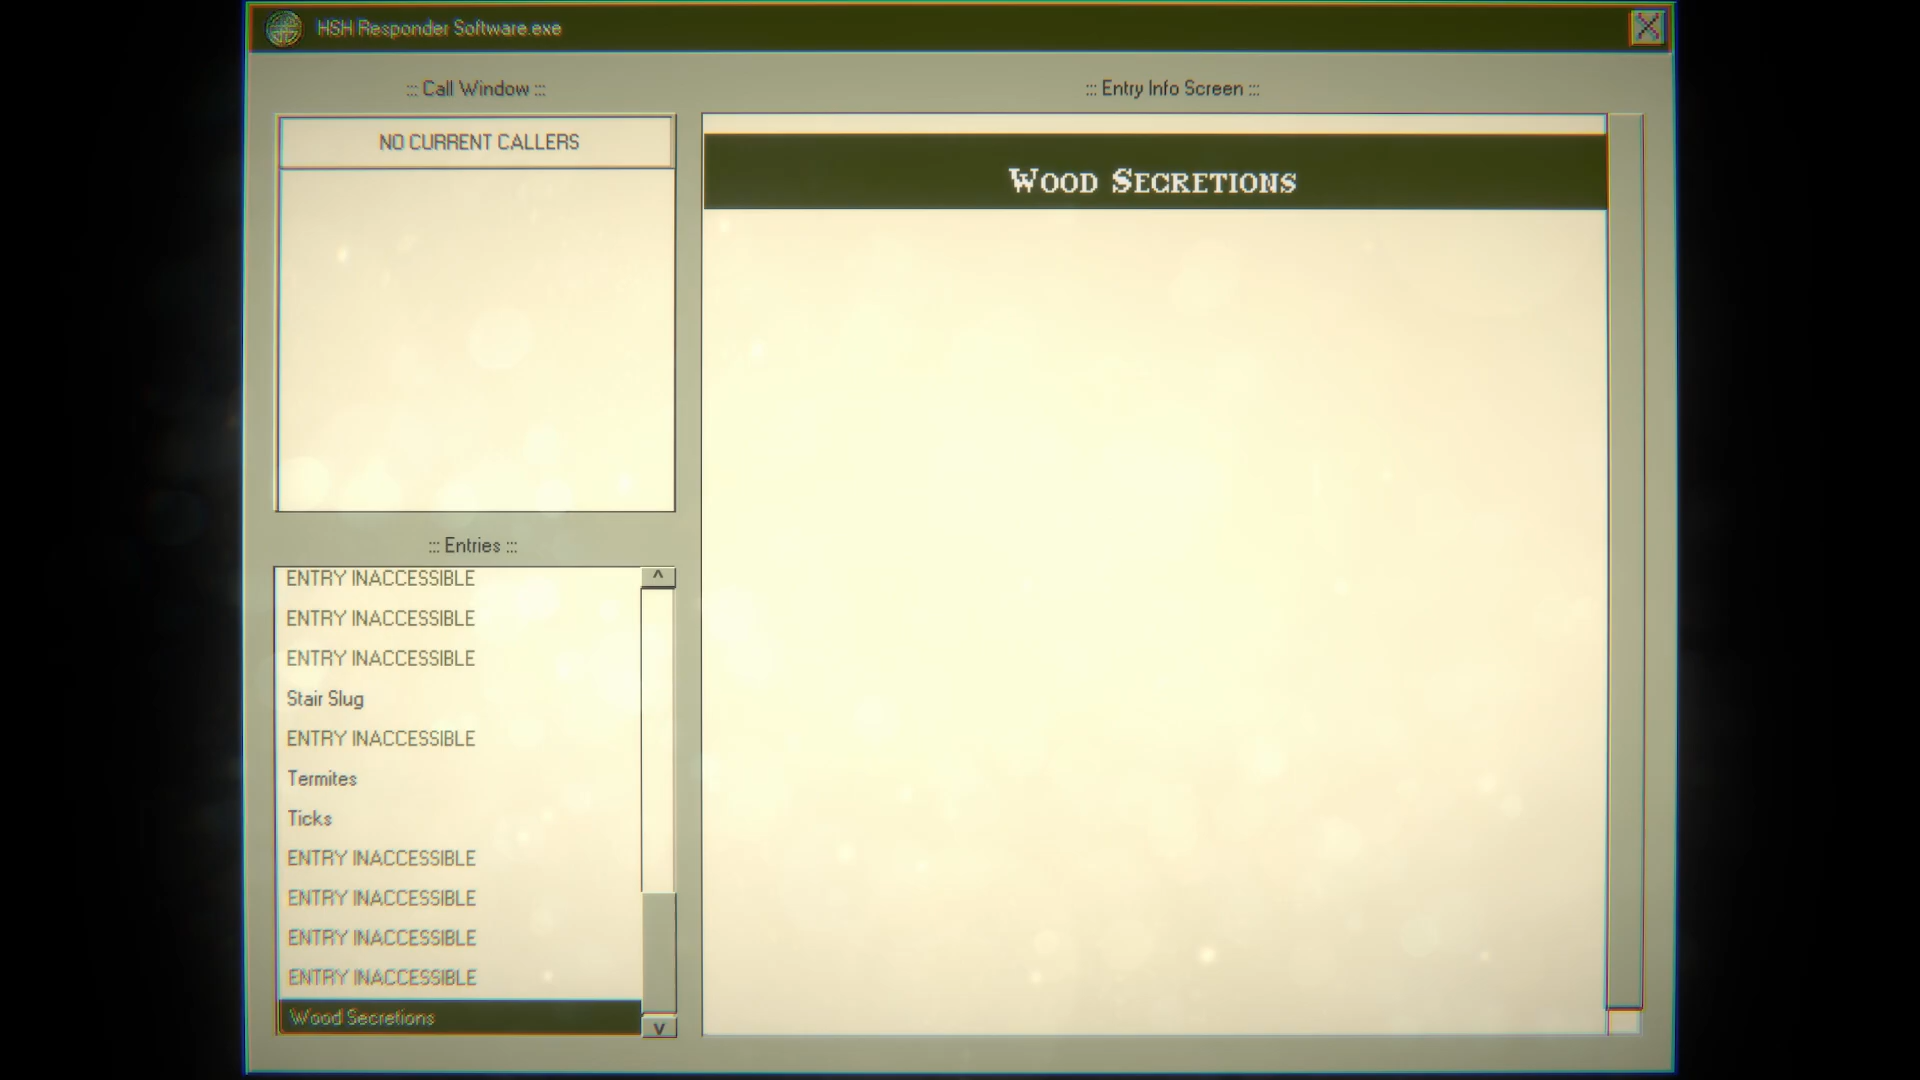 HSH Responder Software.exe
::: Call Window :::
NO CURRENT CALLERS
::: Entries :::
ENTRY INACCESSIBLE
ENTRY INACCESSIBLE
ENTRY INACCESSIBLE
Stair Slug
ENTRY INACCESSIBLE
Termites
Ticks
ENTRY INACCESSIBLE
ENTRY INACCESSIBLE
ENTRY INACCESSIBLE
ENTRY INACCESSIBLE
Wood Secretions
::: Entry Info Screen :::
Wood Secretions